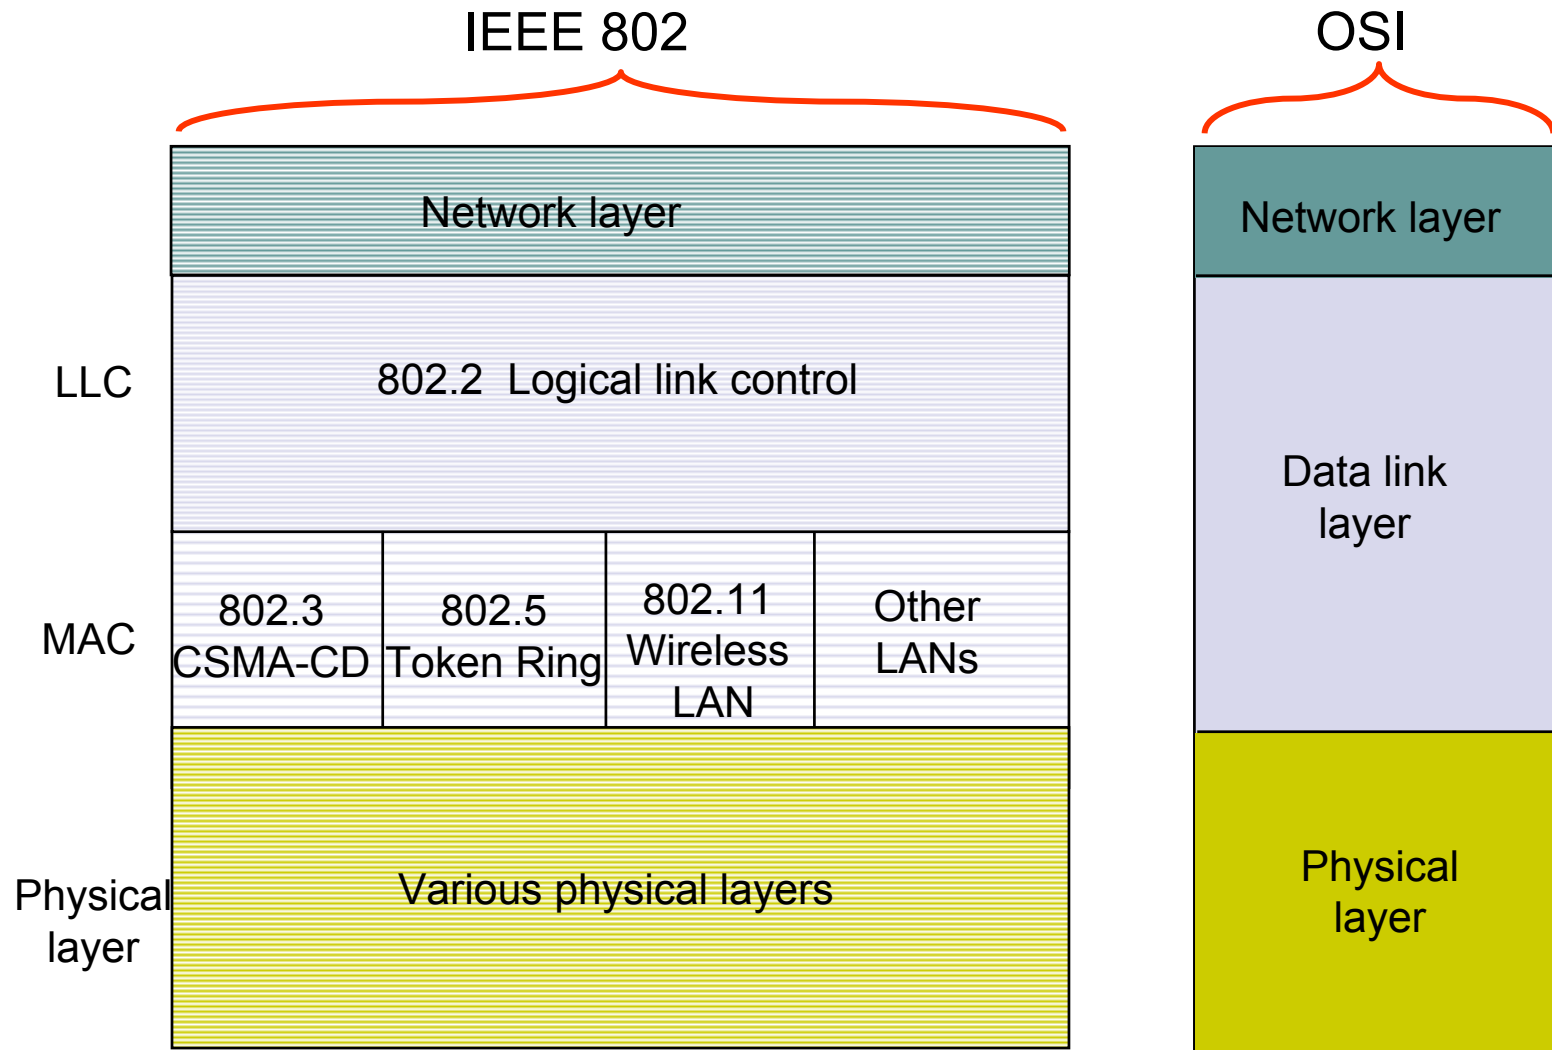 IEEE 802
OSI
Network layer
Network layer
LLC
802.2 Logical link control
Data link
layer
MAC
802.3
CSMA-CD
802.5
Token Ring
802.11
Wireless
LAN
Other
LANs
Physical
layer
Various physical layers
Physical
layer